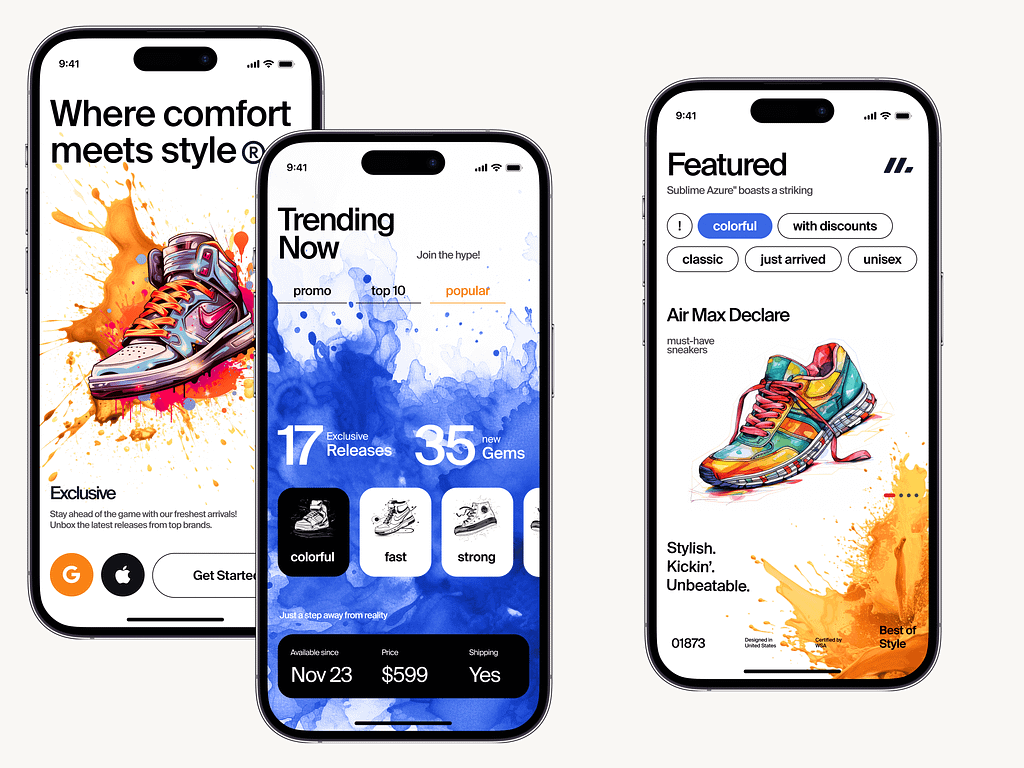 9:41
Where comfort
meets style ®
Exclusive
Stay ahead of the game with our freshest arrivals!
Unbox the latest releases from top brands.
G
Get Starte
9:41
Trending
Now
Join the hype!
promo top 10 popular
17 Exclusive Releases
35 new Gems
colorful fast strong
Just a step away from reality
Available since Price Shipping
Nov 23 $599 Yes
9:41
Featured
Sublime Azure" boasts a striking
! colorful with discounts
classic just arrived unisex
Air Max Declare
must-have
sneakers
Stylish.
Kickin'.
Unbeatable.
01873
Designed in
United States
Certified by
WSA
Best of
Style